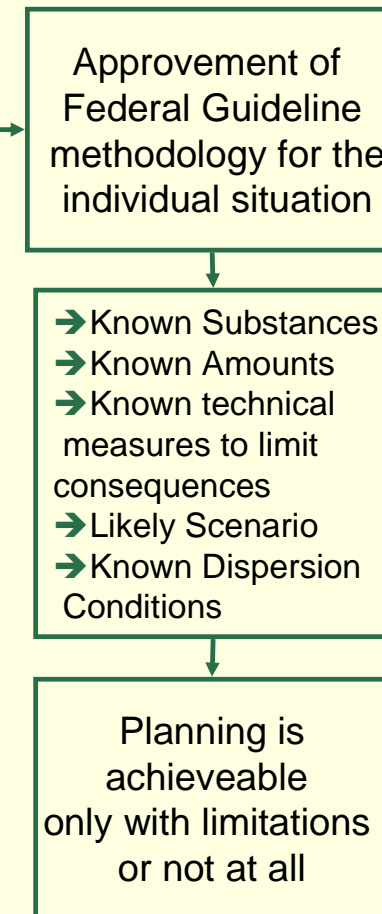 Approvement of
Federal Guideline
methodology for the
individual situation
➔ Known Substances
➔ Known Amounts
➔ Known technical
measures to limit
consequences
➔ Likely Scenario
➔ Known Dispersion
Conditions
Planning is
achieveable
only with limitations
or not at all